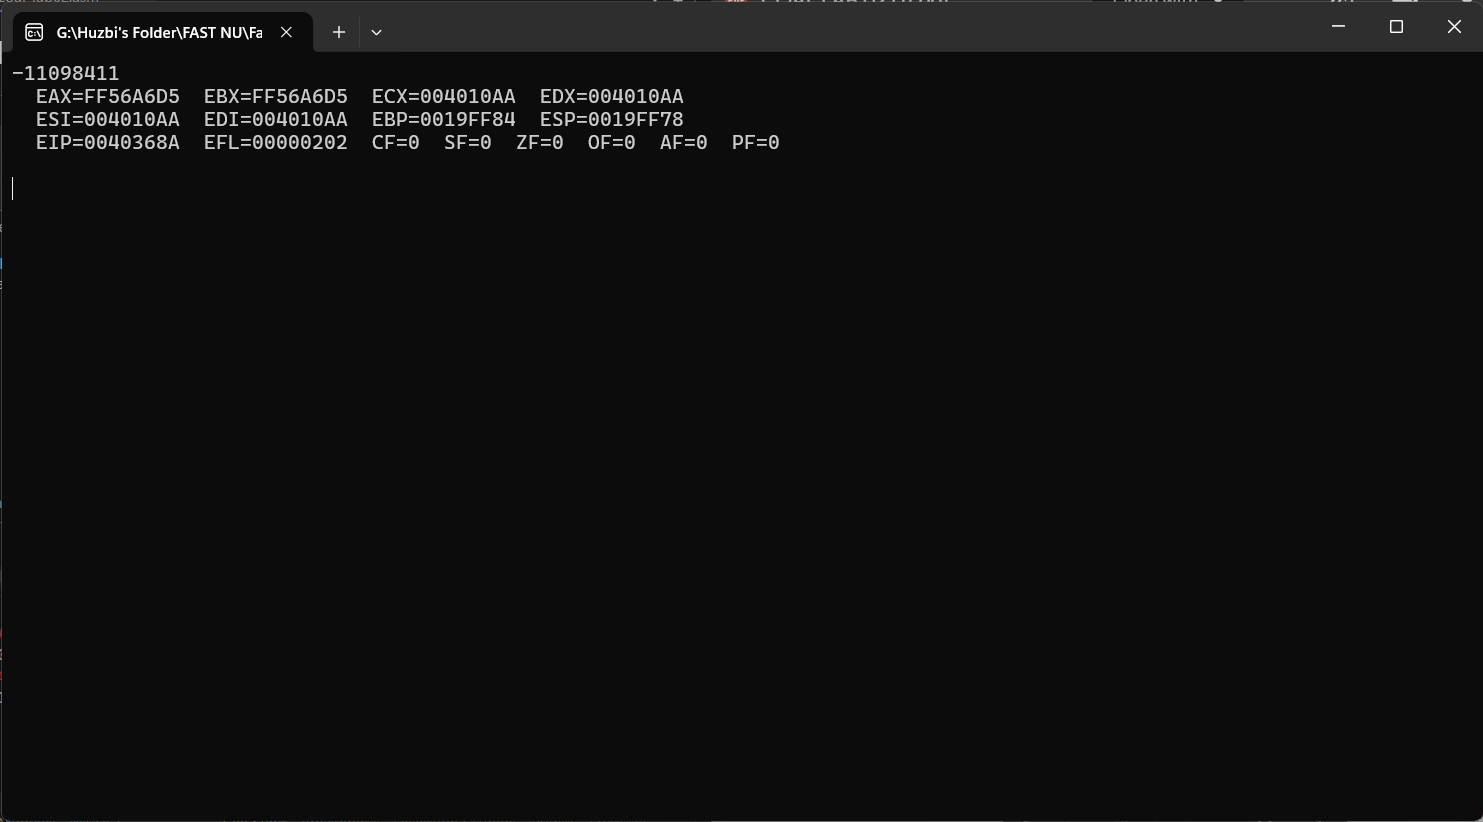 G:\Huzbi's Folder\FAST NU\Fa
-11098411
EAX=FF56A6D5 EBX=FF56A6D5 ECX=004010AA EDX=004010AA
ESI=004010AA EDI=004010AA EBP=0019FF84 ESP=0019FF78
EIP=0040368A EFL=00000202 CF=0 SF=0 ZF=0 OF=0 AF=0 PF=0